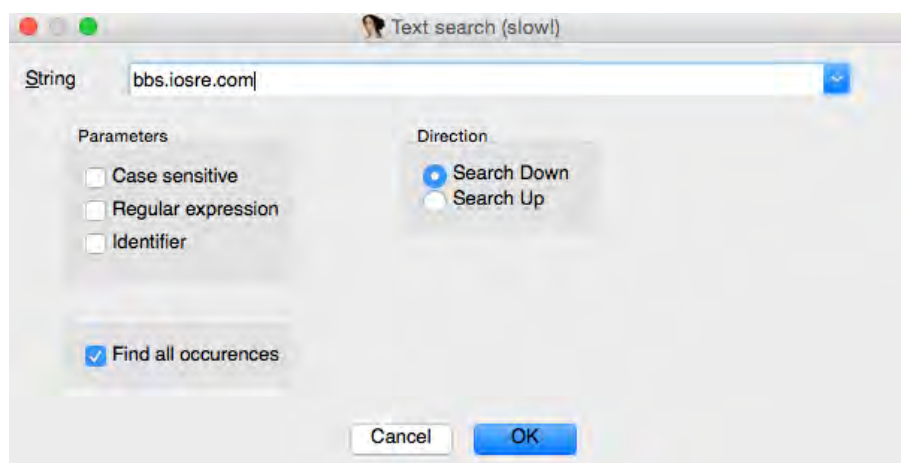 Text search (slow!)
String bbs.iosre.com
Parameters
Direction
Case sensitive
Search Down
Regular expression
Search Up
Identifier
Find all occurences
Cancel OK